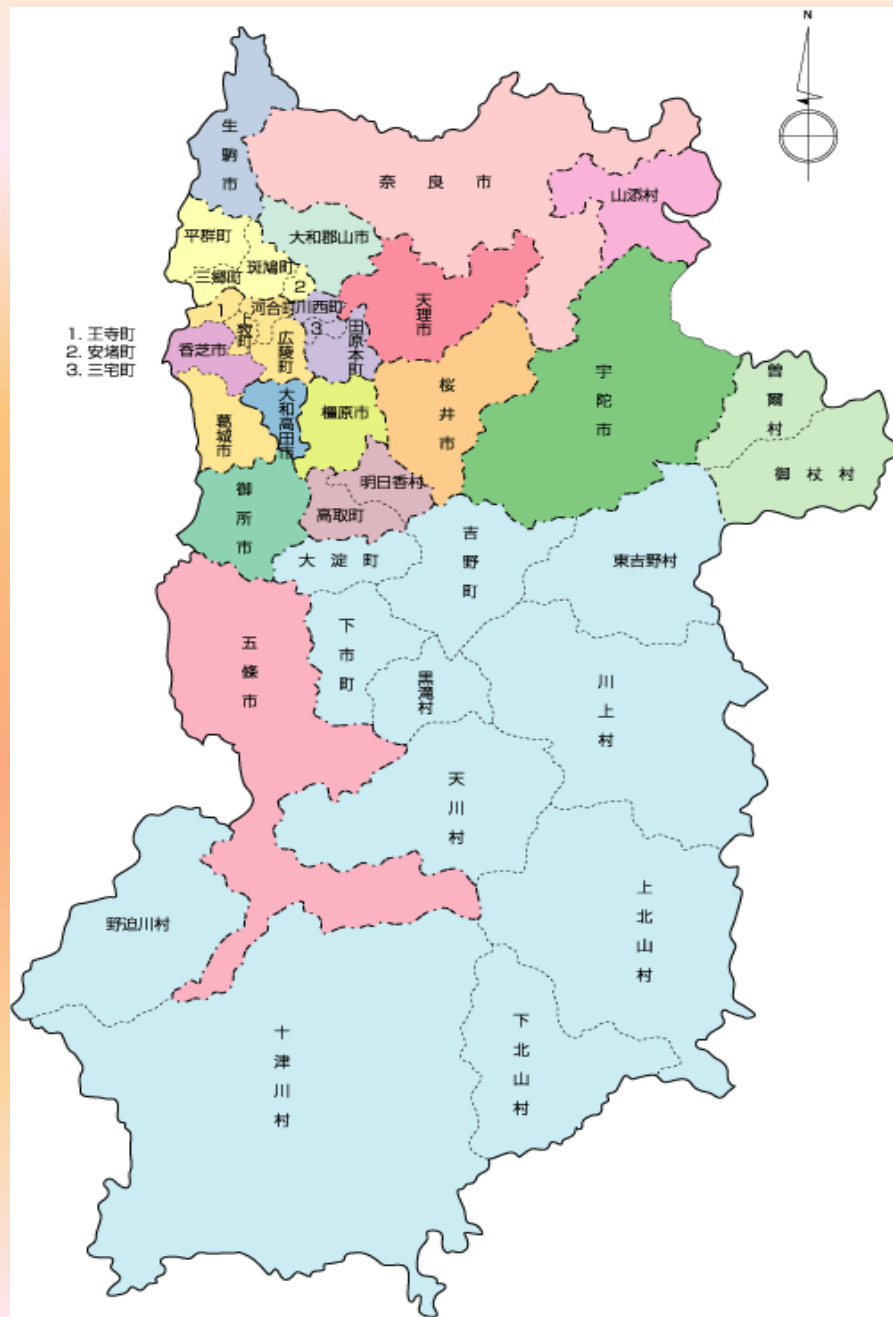 N
生駒市
奈良市
山添村
平群町
大和郡山市
斑鳩町
三郷町
2
1
河合町
川西町
上牧町
3
天理市
1. 王寺町
2. 安堵町
3. 三宅町
香芝市
広陵町
田原本町
桜井市
宇陀市
曽爾村
御杖村
葛城市
大和高田市
橿原市
明日香村
御所市
高取町
大淀町
吉野町
東吉野村
五條市
下市町
黒滝村
川上村
天川村
野迫川村
上北山村
下北山村
十津川村